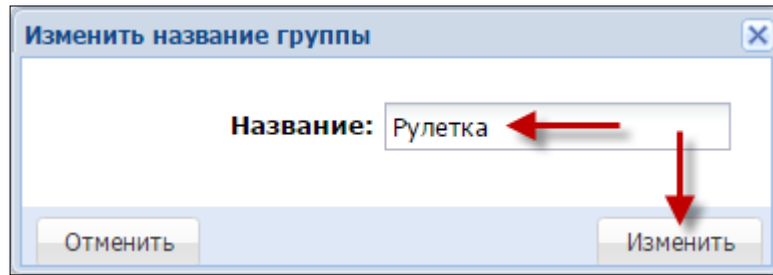 Изменить название группы
Название: Рулетка
Отменить Изменить